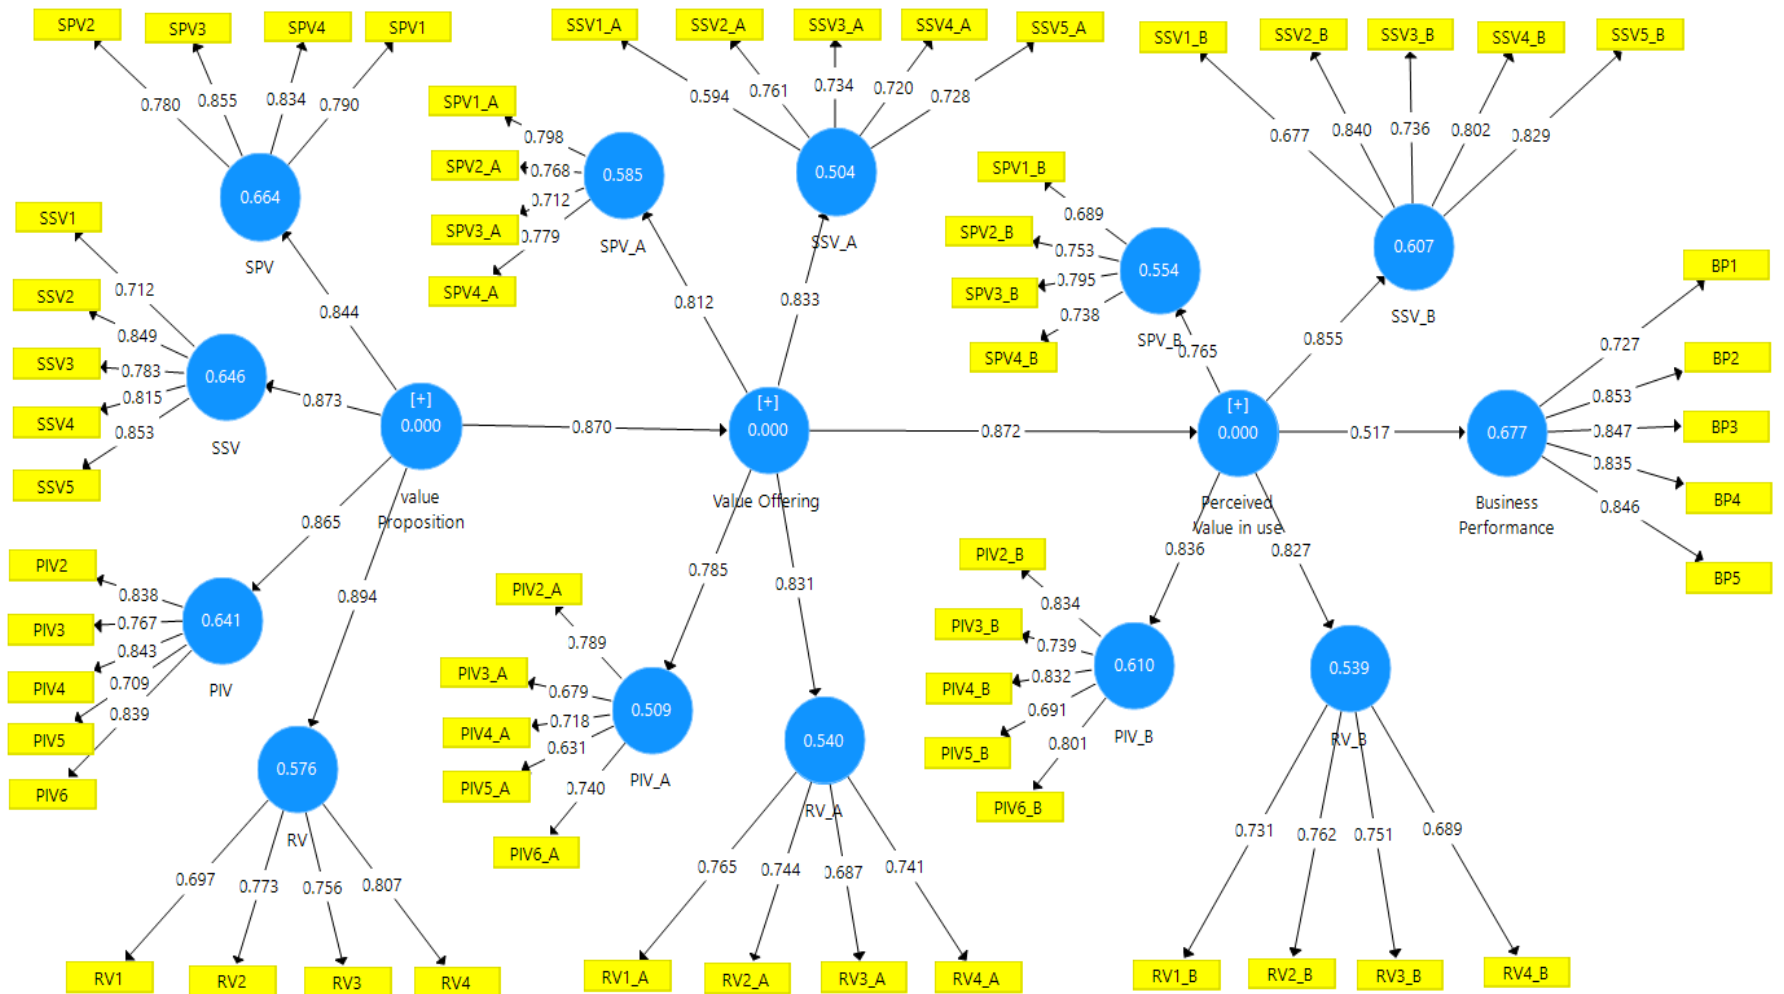 SPV2
SPV3
SPV4
SPV1
0.780
0.855
0.834
0.790
0.664
SPV
SSV1
SSV2
SSV3
SSV4
SSV5
0.712
0.849
0.783
0.815
0.853
0.646
SSV
0.844
0.873
0.865
0.894
[+]
0.000
value
Proposition
PIV2
PIV3
PIV4
PIV5
PIV6
0.838
0.767
0.843
0.709
0.839
0.641
PIV
0.576
RV
0.697
0.773
0.756
0.807
RV1
RV2
RV3
RV4
0.870
SSV1_A
SSV2_A
SSV3_A
SSV4_A
SSV5_A
0.594
0.761
0.734
0.720
0.728
0.504
SSV_A
SPV1_A
SPV2_A
SPV3_A
SPV4_A
0.798
0.768
0.712
0.779
0.585
SPV_A
0.812
0.833
[+]
0.000
Value Offering
0.785
0.831
PIV2_A
PIV3_A
PIV4_A
PIV5_A
PIV6_A
0.789
0.679
0.718
0.631
0.740
0.509
PIV_A
0.540
RV_A
0.765
0.744
0.687
0.741
RV1_A
RV2_A
RV3_A
RV4_A
0.872
SSV1_B
SSV2_B
SSV3_B
SSV4_B
SSV5_B
0.677
0.840
0.736
0.802
0.829
0.607
SSV_B
SPV1_B
SPV2_B
SPV3_B
SPV4_B
0.689
0.753
0.795
0.738
0.554
SPV_B
0.765
0.855
[+]
0.000
Perceived
Value in use
0.836
0.827
PIV2_B
PIV3_B
PIV4_B
PIV5_B
PIV6_B
0.834
0.739
0.832
0.691
0.801
0.610
PIV_B
0.539
RV_B
0.731
0.762
0.751
0.689
RV1_B
RV2_B
RV3_B
RV4_B
0.517
0.677
Business
Performance
0.727
0.853
0.847
0.835
0.846
BP1
BP2
BP3
BP4
BP5